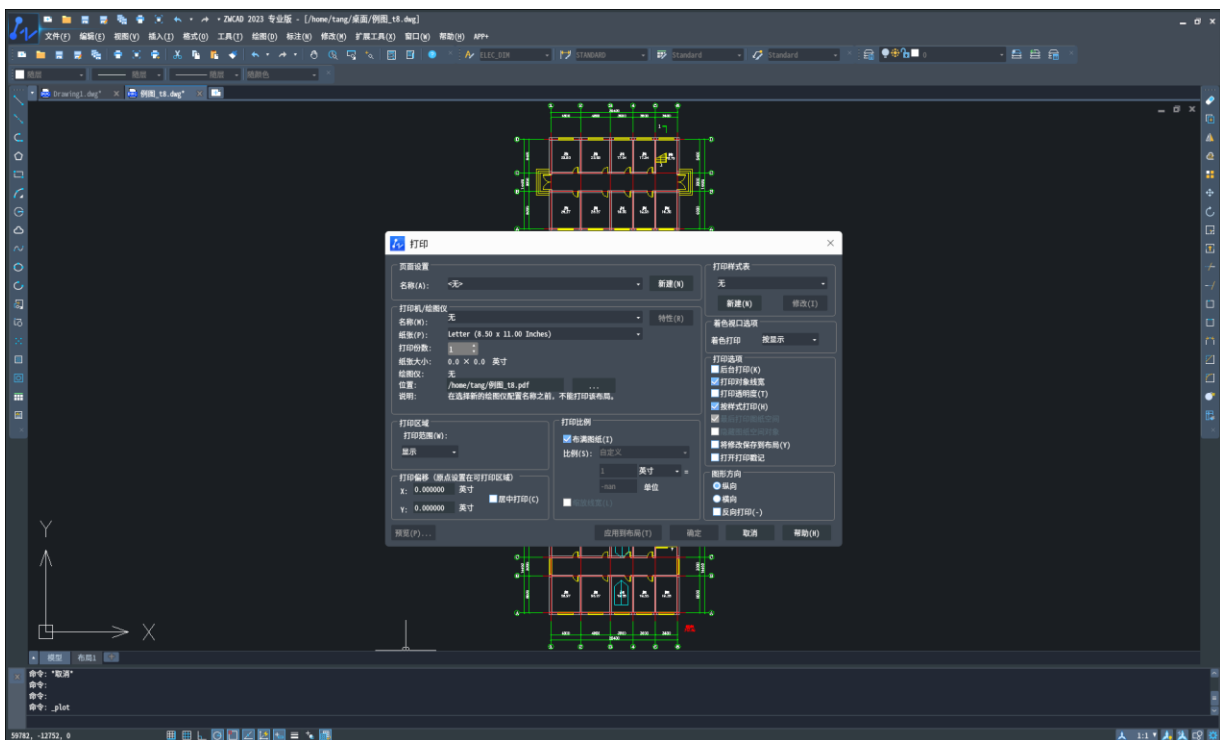 ZWCAD 2023 专业版 - [/home/tang/桌面/例图_t8.dwg]
文件(F) 编辑(E) 视图(V) 插入(I) 格式(O) 工具(T) 绘图(D) 标注(N) 修改(M) 扩展工具(X) 窗口(W) 帮助(H) APP+
ELEC_DIM STANDARD Standard Standard 0
随层 随层 随层 随颜色
Drawing1.dwg* 例图_t8.dwg*
打印
页面设置
名称(A): <无> 新建(N)
打印机/绘图仪
名称(M): 无 特性(R)
纸张(P): Letter (8.50 x 11.00 Inches)
打印份数: 1
纸张大小: 0.0 × 0.0 英寸
绘图仪: 无
位置: /home/tang/例图_t8.pdf ...
说明: 在选择新的绘图仪配置名称之前，不能打印该布局。
打印区域
打印范围(W):
显示
打印偏移 (原点设置在可打印区域)
X: 0.000000 英寸
居中打印(C)
Y: 0.000000 英寸
打印比例
布满图纸(I)
比例(S): 自定义
1 英寸 =
-nan 单位
缩放线宽(L)
打印样式表
无
新建(N) 修改(I)
着色视口选项
着色打印 按显示
打印选项
后台打印(K)
打印对象线宽
打印透明度(T)
按样式打印(H)
将修改保存到布局(Y)
打开打印戳记
图形方向
纵向
横向
反向打印(-)
预览(P)... 应用到布局(T) 确定 取消 帮助(H)
Y
X
模型 布局1
命令: *取消*
命令:
命令:
命令: _plot
59782, -12752, 0 1:1